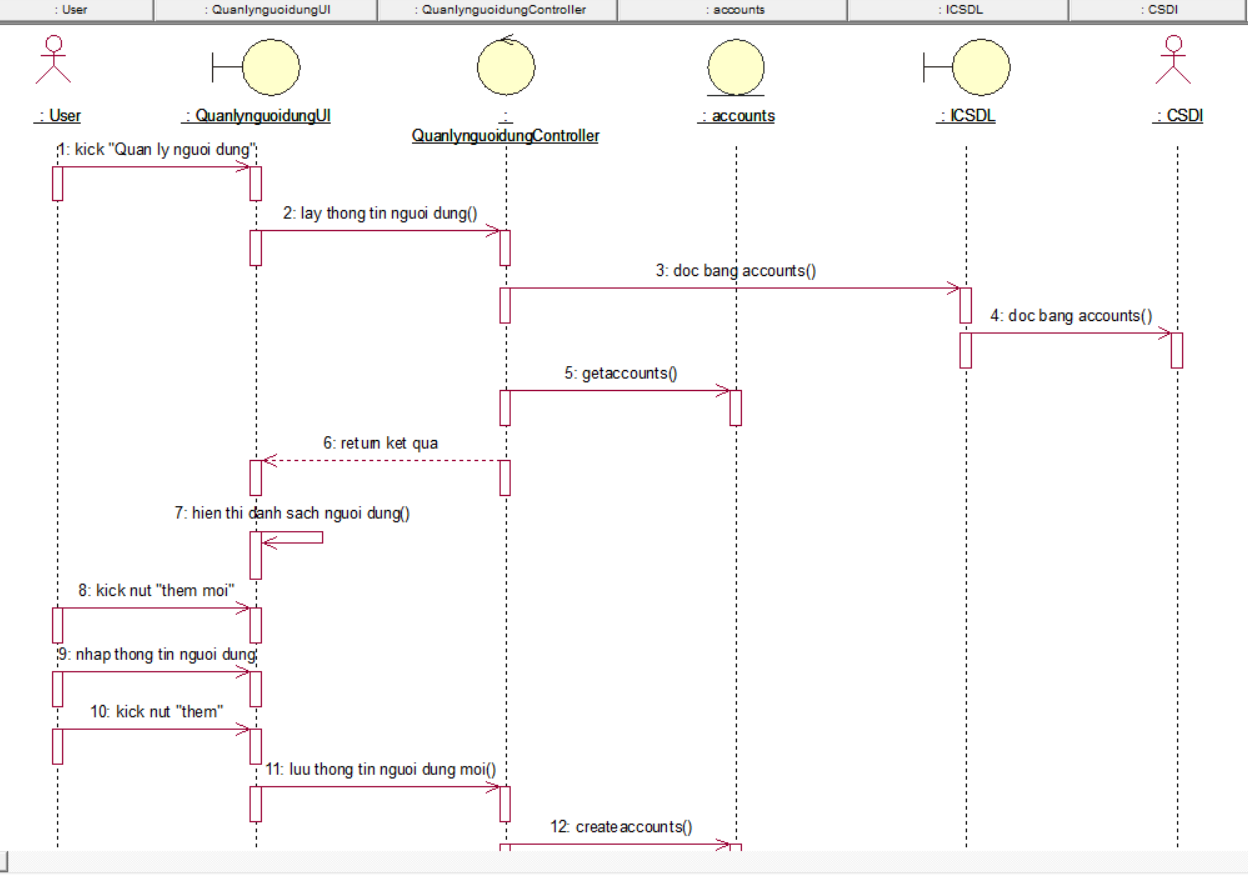 : User
: QuanlynguoidungUI
: QuanlynguoidungController
: accounts
: ICSDL
: CSDl
: User
: QuanlynguoidungUI
:
QuanlynguoidungController
: accounts
: ICSDL
: CSDl
1: kick "Quan ly nguoi dung"
2: lay thong tin nguoi dung()
3: doc bang accounts()
4: doc bang accounts()
5: getaccounts()
6: return ket qua
7: hien thi danh sach nguoi dung()
8: kick nut "them moi"
9: nhap thong tin nguoi dung
10: kick nut "them"
11: luu thong tin nguoi dung moi()
12: createaccounts()